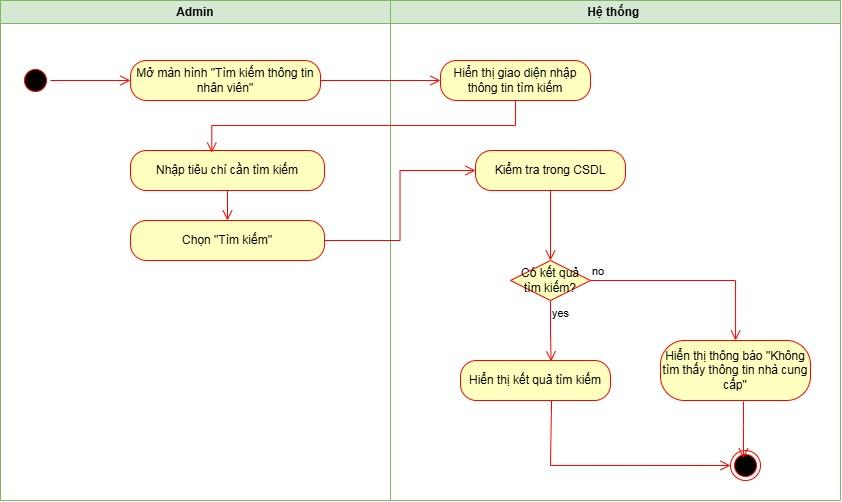 Admin
Hệ thống
Mở màn hình "Tìm kiếm thông tin
nhân viên"
Hiển thị giao diện nhập
thông tin tìm kiếm
Nhập tiêu chí cần tìm kiếm
Kiểm tra trong CSDL
Chọn "Tìm kiếm"
Có kết quả
tìm kiếm?
no
yes
Hiển thị thông báo "Không
tìm thấy thông tin nhà cung
cấp"
Hiển thị kết quả tìm kiếm